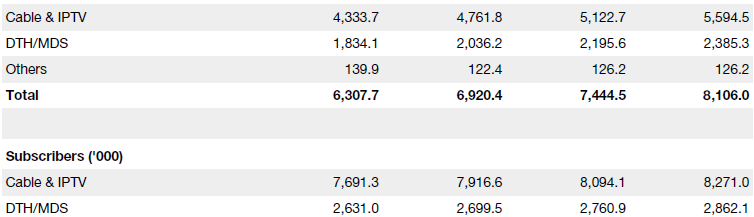 Cable & IPTV 4,333.7 4,761.8 5,122.7 5,594.5
DTH/MDS 1,834.1 2,036.2 2,195.6 2,385.3
Others 139.9 122.4 126.2 126.2
Total 6,307.7 6,920.4 7,444.5 8,106.0
Subscribers ('000)
Cable & IPTV 7,691.3 7,916.6 8,094.1 8,271.0
DTH/MDS 2,631.0 2,699.5 2,760.9 2,862.1